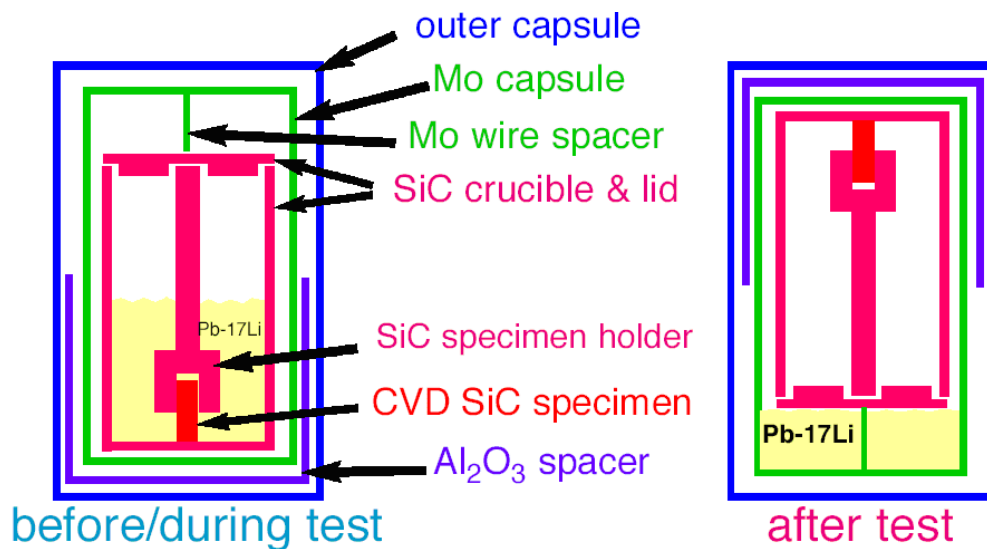 outer capsule
Mo capsule
Mo wire spacer
SiC crucible & lid
Pb-17Li
SiC specimen holder
CVD SiC specimen
Pb-17Li
Al₂O₃ spacer
before/during test
after test